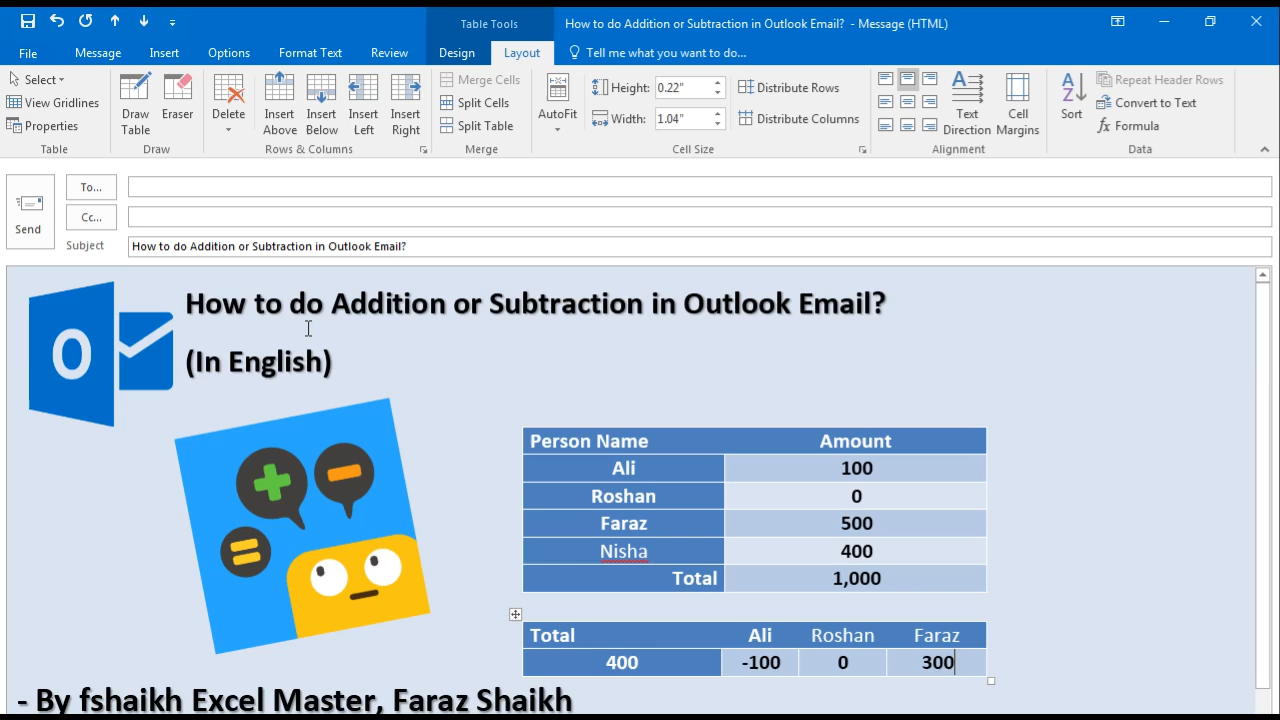 Table Tools
How to do Addition or Subtraction in Outlook Email? - Message (HTML)
File
Message
Insert
Options
Format Text
Review
Design
Layout
Tell me what you want to do...
Select
View Gridlines
Properties
Table
Draw Table
Eraser
Draw
Delete
Insert Above
Insert Below
Insert Left
Insert Right
Rows & Columns
Merge Cells
Split Cells
Split Table
Merge
AutoFit
Height: 0.22"
Width: 1.04"
Distribute Rows
Distribute Columns
Cell Size
Text Direction
Cell Margins
Alignment
Sort
Repeat Header Rows
Convert to Text
fx Formula
Data
Send
To...
Cc...
Subject
How to do Addition or Subtraction in Outlook Email?
How to do Addition or Subtraction in Outlook Email?
(In English)
Person Name Amount
Ali 100
Roshan 0
Faraz 500
Nisha 400
Total 1,000
Total Ali Roshan Faraz
400 -100 0 300
- By fshaikh Excel Master, Faraz Shaikh